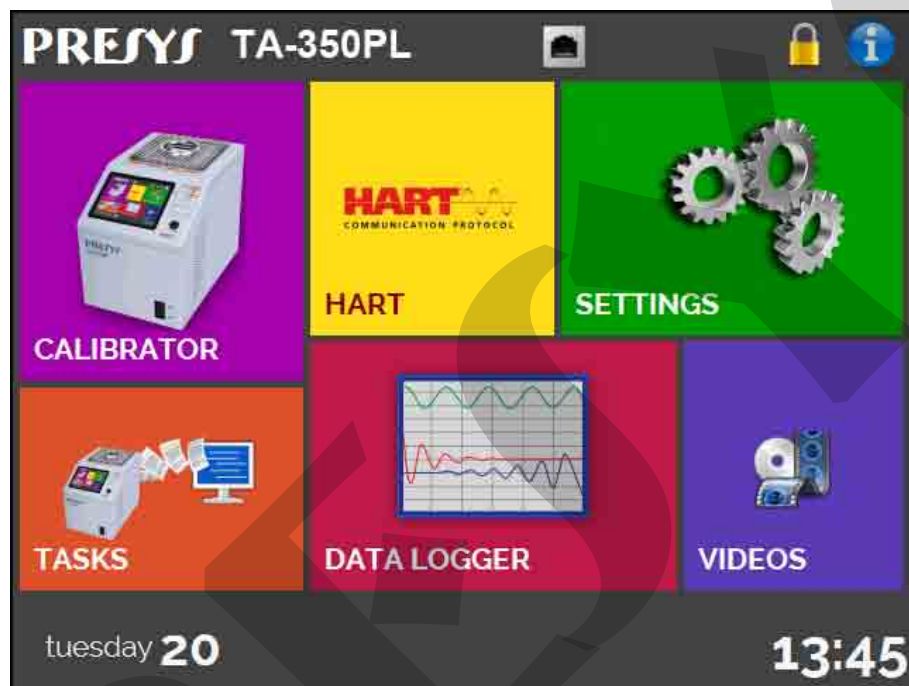 PRESYS TA-350PL
HART
COMMUNICATION PROTOCOL
HART
SETTINGS
CALIBRATOR
TASKS
DATA LOGGER
VIDEOS
tuesday 20
13:45